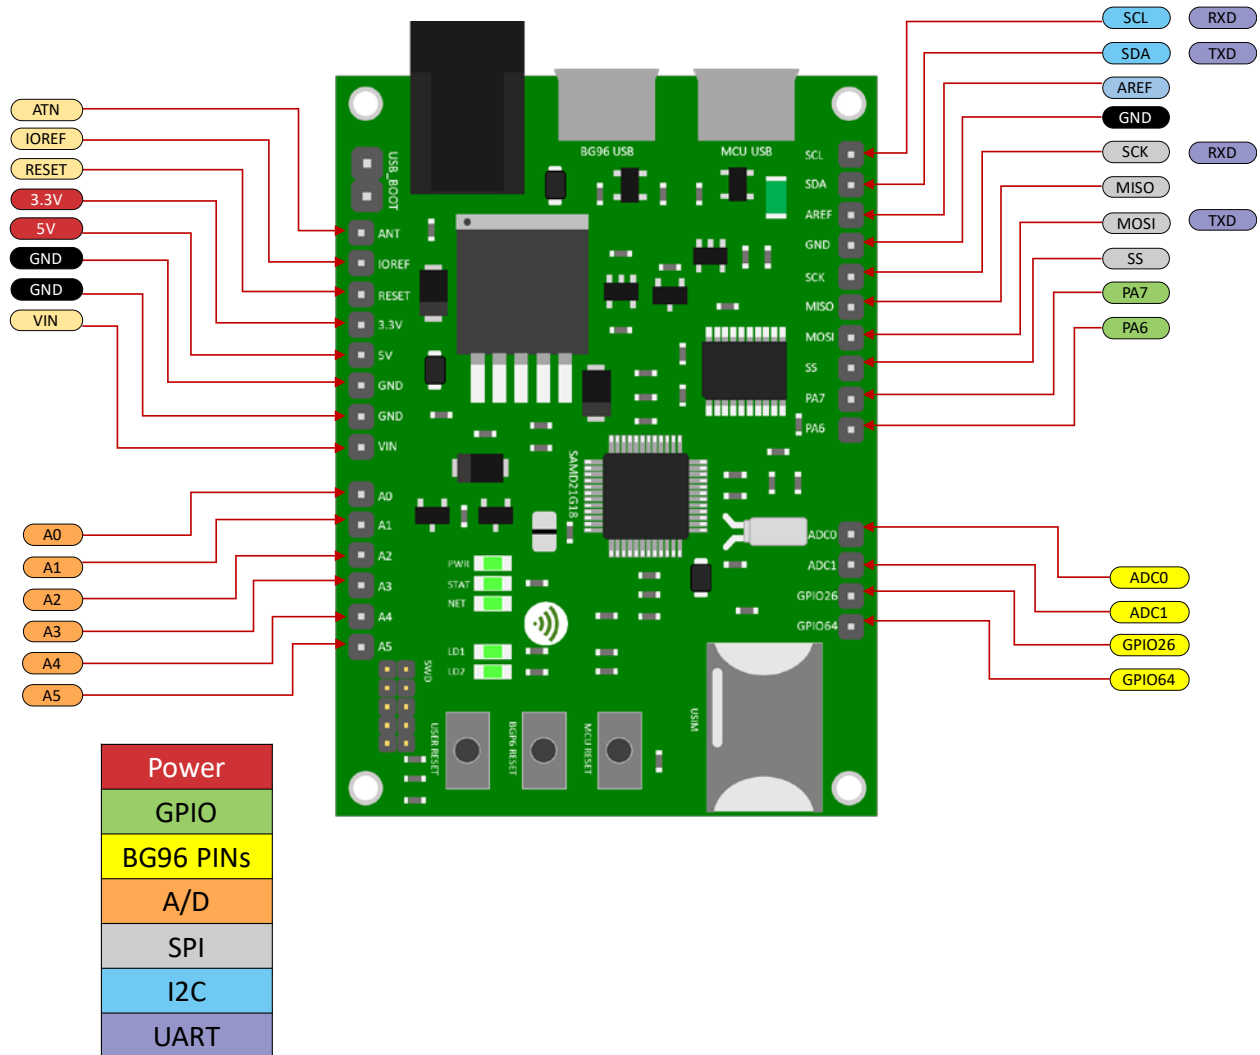 SCL RXD
SDA TXD
AREF
GND
SCK RXD
MISO
MOSI TXD
SS
PA7
PA6
ATN
IOREF
RESET
3.3V
5V
GND
GND
VIN
A0
A1
A2
A3
A4
A5
BG96 USB
MCU USB
USB_BOOT
ANT
IOREF
RESET
3.3V
5V
GND
GND
VIN
A0
A1
A2
A3
A4
A5
SCL
SDA
AREF
GND
SCK
MISO
MOSI
SS
PA7
PA6
SAMD21G18
ADC0
ADC1
GPIO26
GPIO64
PWR
STAT
NET
LD1
LD2
SWD
USER RESET
BGP6 RESET
MCU RESET
USIM
ADC0
ADC1
GPIO26
GPIO64
Power
GPIO
BG96 PINs
A/D
SPI
I2C
UART